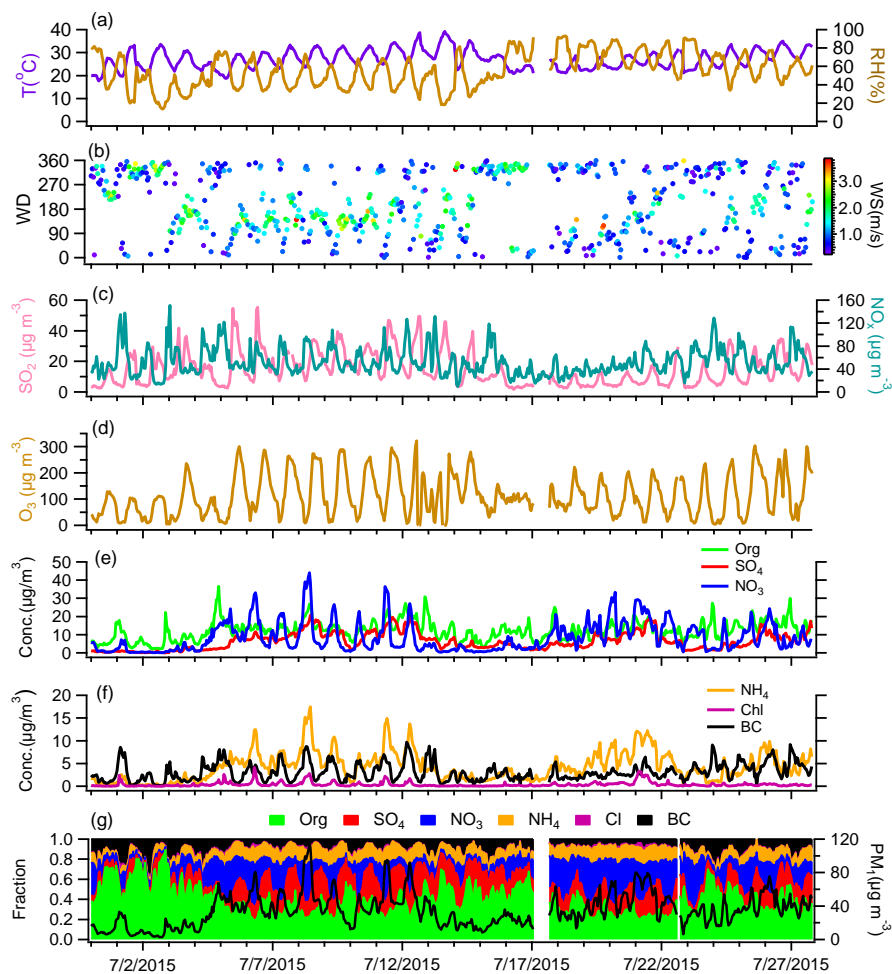 (a)
40
30
20
10
0
T(°C)
100
80
60
40
20
0
RH(%)
(b)
360
270
180
90
0
WD
3.0
2.0
1.0
WS(m/s)
(c)
60
40
20
0
SO2 (µg m-3)
160
120
80
40
0
NOx (µg m-3)
(d)
300
200
100
0
O3 (µg m-3)
(e)
50
40
30
20
10
0
Conc.(µg/m3)
Org
SO4
NO3
(f)
20
15
10
5
0
Conc.(µg/m3)
NH4
Chl
BC
(g)
Org SO4 NO3 NH4 Cl BC
1.0
0.8
0.6
0.4
0.2
0.0
Fraction
120
80
40
0
PM1(µg m-3)
7/2/2015 7/7/2015 7/12/2015 7/17/2015 7/22/2015 7/27/2015